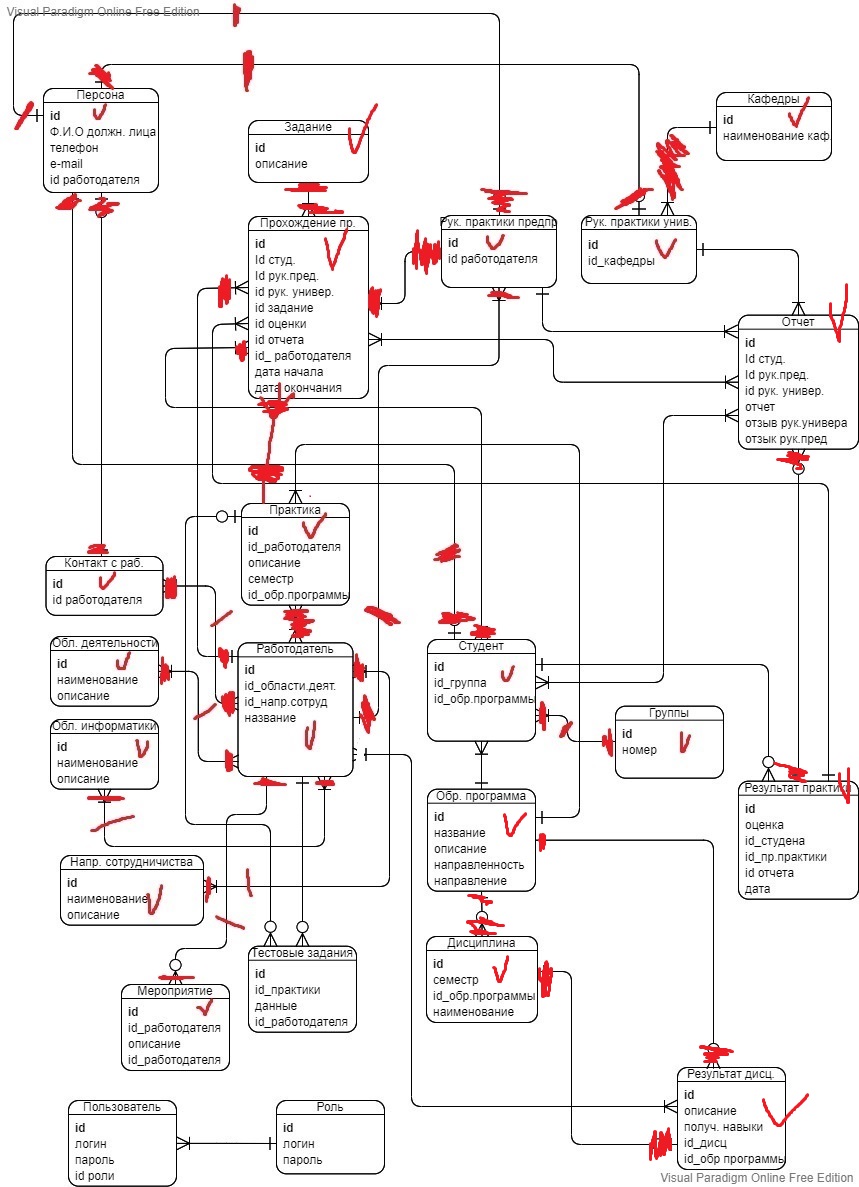 Visual Paradigm Online Free Edition
Персона
id
Ф.И.О должн. лица
телефон
e-mail
id работодателя
Задание
id
описание
Кафедры
id
наименование каф.
Прохождение пр.
id
Id студ.
Id рук.пред.
id рук. универ.
id задание
id оценки
id отчета
id_ работодателя
дата начала
дата окончания
Рук. практики предпр
id
id работодателя
Рук. практики унив.
id
id_кафедры
Отчет
id
Id студ.
Id рук.пред.
id рук. универ.
отчет
отзыв рук.универа
отзык рук.пред
Практика
id
id_работодателя
описание
семестр
id_обр.программы
Контакт с раб.
id
id работодателя
Обл. деятельности
id
наименование
описание
Работодатель
id
id_области.деят.
id_напр.сотруд
название
Студент
id
id_группа
id_обр.программы
Группы
id
номер
Обл. информатики
id
наименование
описание
Обр. программа
id
название
описание
направленность
направление
Результат практики
id
оценка
id_студена
id_пр.практики
id отчета
дата
Напр. сотрудничиства
id
наименование
описание
Тестовые задания
id
id_практики
данные
id_работодателя
Дисциплина
id
семестр
id_обр.программы
наименование
Мероприятие
id
id_работодателя
описание
id_работодателя
Результат дисц.
id
описание
получ. навыки
id_дисц
id_обр программы
Пользователь
id
логин
пароль
id роли
Роль
id
логин
пароль
Visual Paradigm Online Free Edition